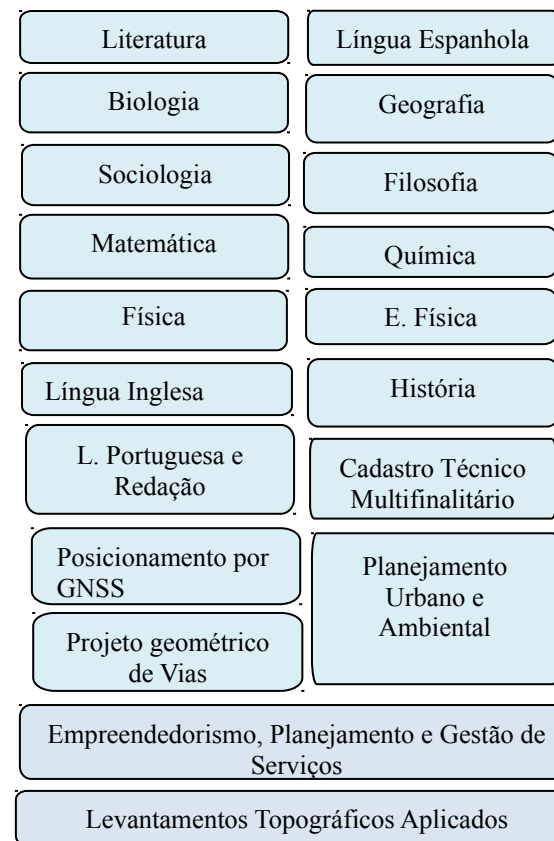 Literatura
Língua Espanhola
Biologia
Geografia
Sociologia
Filosofia
Matemática
Química
Física
E. Física
Língua Inglesa
História
L. Portuguesa e
Redação
Cadastro Técnico
Multifinalitário
Posicionamento por
GNSS
Planejamento
Urbano e
Ambiental
Projeto geométrico
de Vias
Empreendedorismo, Planejamento e Gestão de
Serviços
Levantamentos Topográficos Aplicados